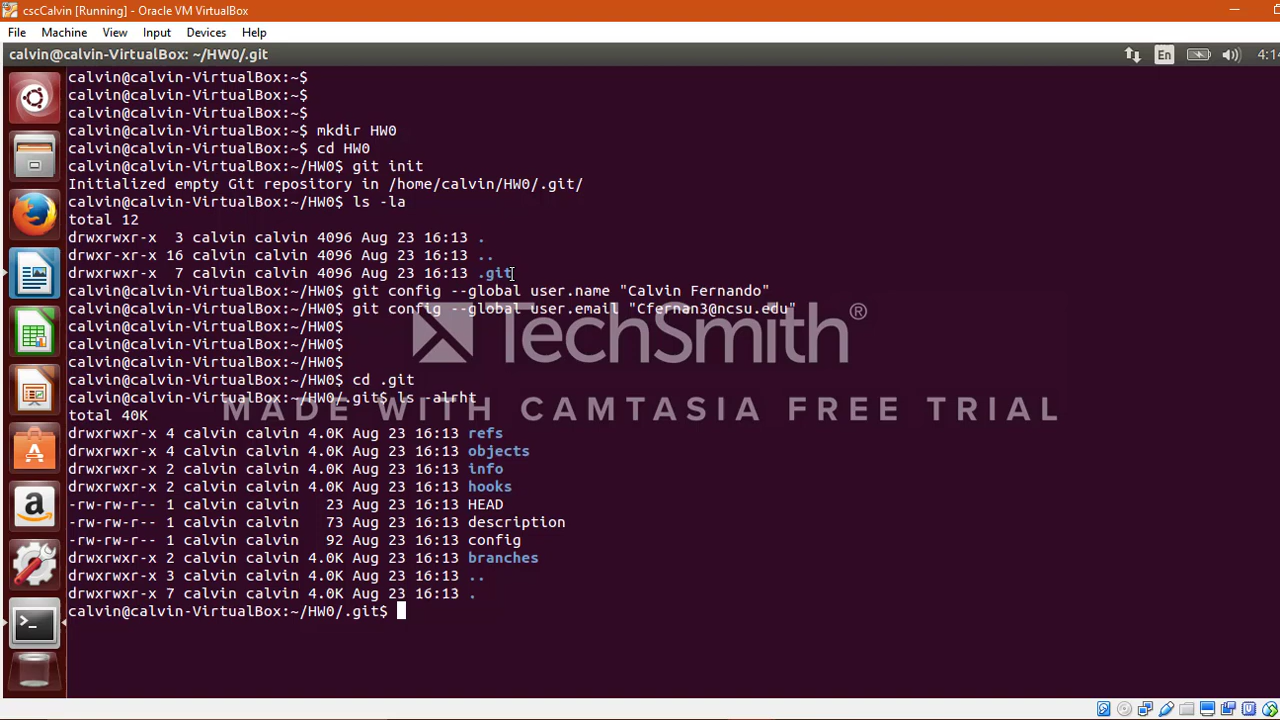 cscCalvin [Running] - Oracle VM VirtualBox
File Machine View Input Devices Help
calvin@calvin-VirtualBox: ~/HW0/.git En 4:14
calvin@calvin-VirtualBox:~$
calvin@calvin-VirtualBox:~$
calvin@calvin-VirtualBox:~$
calvin@calvin-VirtualBox:~$ mkdir HW0
calvin@calvin-VirtualBox:~$ cd HW0
calvin@calvin-VirtualBox:~/HW0$ git init
Initialized empty Git repository in /home/calvin/HW0/.git/
calvin@calvin-VirtualBox:~/HW0$ ls -la
total 12
drwxrwxr-x  3 calvin calvin 4096 Aug 23 16:13 .
drwxr-xr-x 16 calvin calvin 4096 Aug 23 16:13 ..
drwxrwxr-x  7 calvin calvin 4096 Aug 23 16:13 .git
calvin@calvin-VirtualBox:~/HW0$ git config --global user.name "Calvin Fernando"
calvin@calvin-VirtualBox:~/HW0$ git config --global user.email "Cfernan3@ncsu.edu"
calvin@calvin-VirtualBox:~/HW0$
calvin@calvin-VirtualBox:~/HW0$
calvin@calvin-VirtualBox:~/HW0$
TechSmith®
calvin@calvin-VirtualBox:~/HW0$ cd .git
calvin@calvin-VirtualBox:~/HW0/.git$ ls -alrht
MADE WITH CAMTASIA FREE TRIAL
total 40K
drwxrwxr-x 4 calvin calvin 4.0K Aug 23 16:13 refs
drwxrwxr-x 4 calvin calvin 4.0K Aug 23 16:13 objects
drwxrwxr-x 2 calvin calvin 4.0K Aug 23 16:13 info
drwxrwxr-x 2 calvin calvin 4.0K Aug 23 16:13 hooks
-rw-rw-r-- 1 calvin calvin   23 Aug 23 16:13 HEAD
-rw-rw-r-- 1 calvin calvin   73 Aug 23 16:13 description
-rw-rw-r-- 1 calvin calvin   92 Aug 23 16:13 config
drwxrwxr-x 2 calvin calvin 4.0K Aug 23 16:13 branches
drwxrwxr-x 3 calvin calvin 4.0K Aug 23 16:13 ..
drwxrwxr-x 7 calvin calvin 4.0K Aug 23 16:13 .
calvin@calvin-VirtualBox:~/HW0/.git$